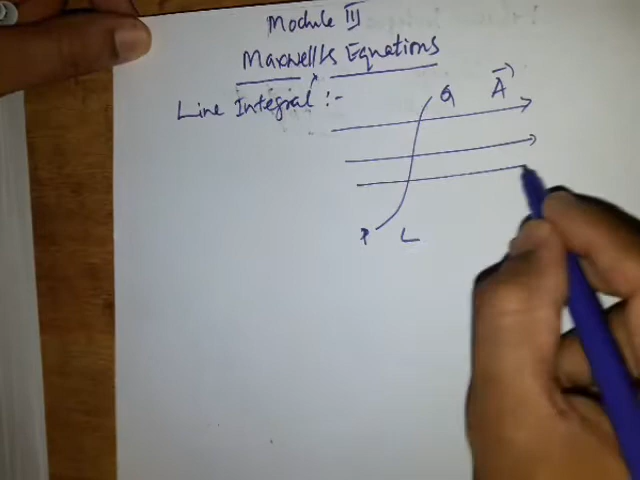 Module III
Maxwell's Equations
Line Integral :-
Q A⃗
P L